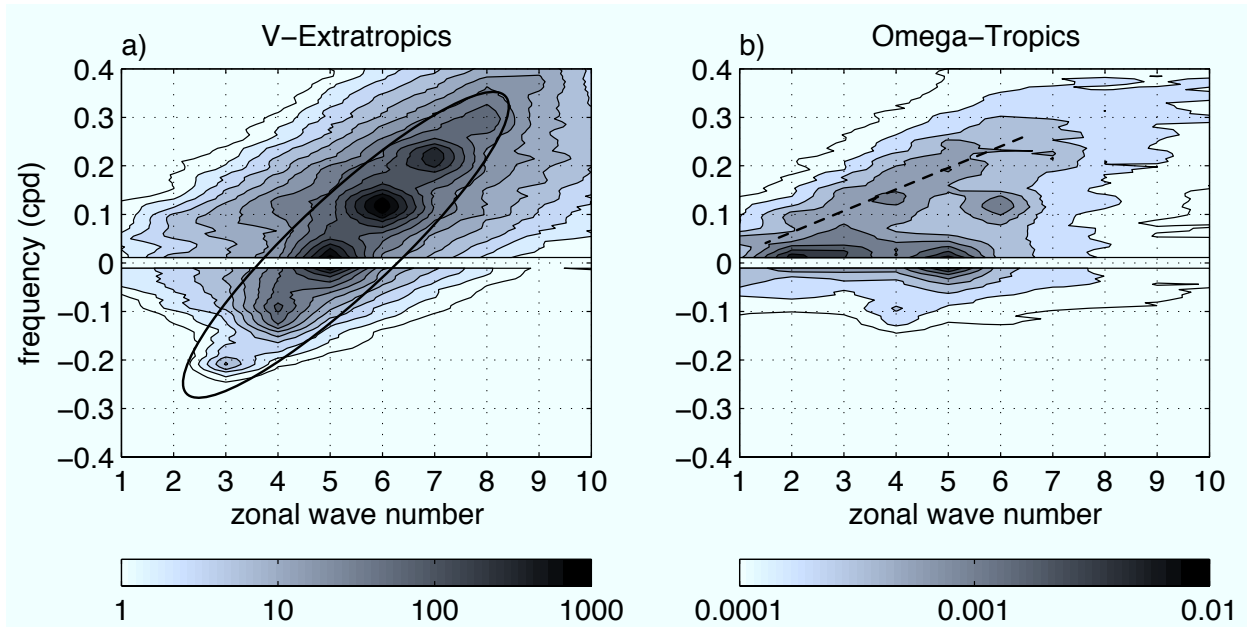 a) V−Extratropics
0.4
0.3
0.2
0.1
0
−0.1
−0.2
−0.3
−0.4
frequency (cpd)
1 2 3 4 5 6 7 8 9 10
zonal wave number
1 10 100 1000
b) Omega−Tropics
0.4
0.3
0.2
0.1
0
−0.1
−0.2
−0.3
−0.4
1 2 3 4 5 6 7 8 9 10
zonal wave number
0.0001 0.001 0.01